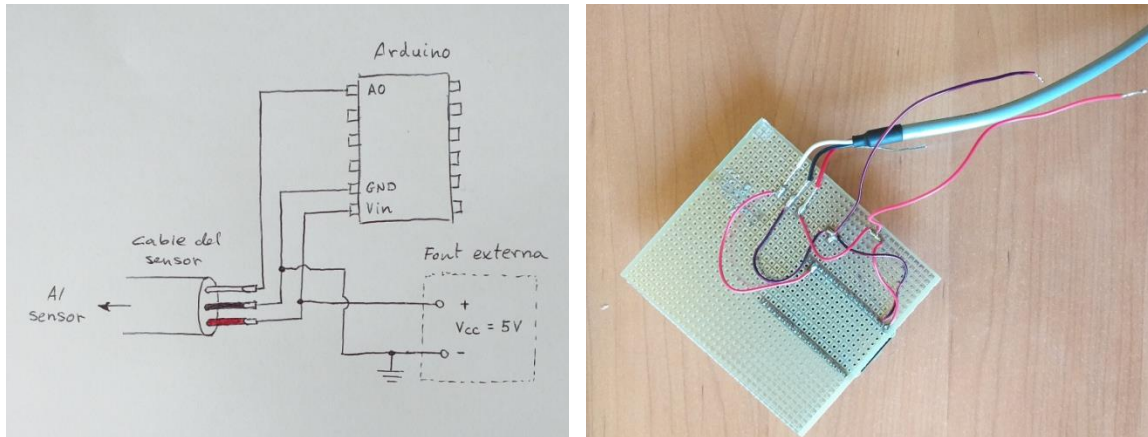 Arduino
A0
GND
Vin
Cable del
sensor
Al
sensor
Font externa
+
Vcc = 5V
-